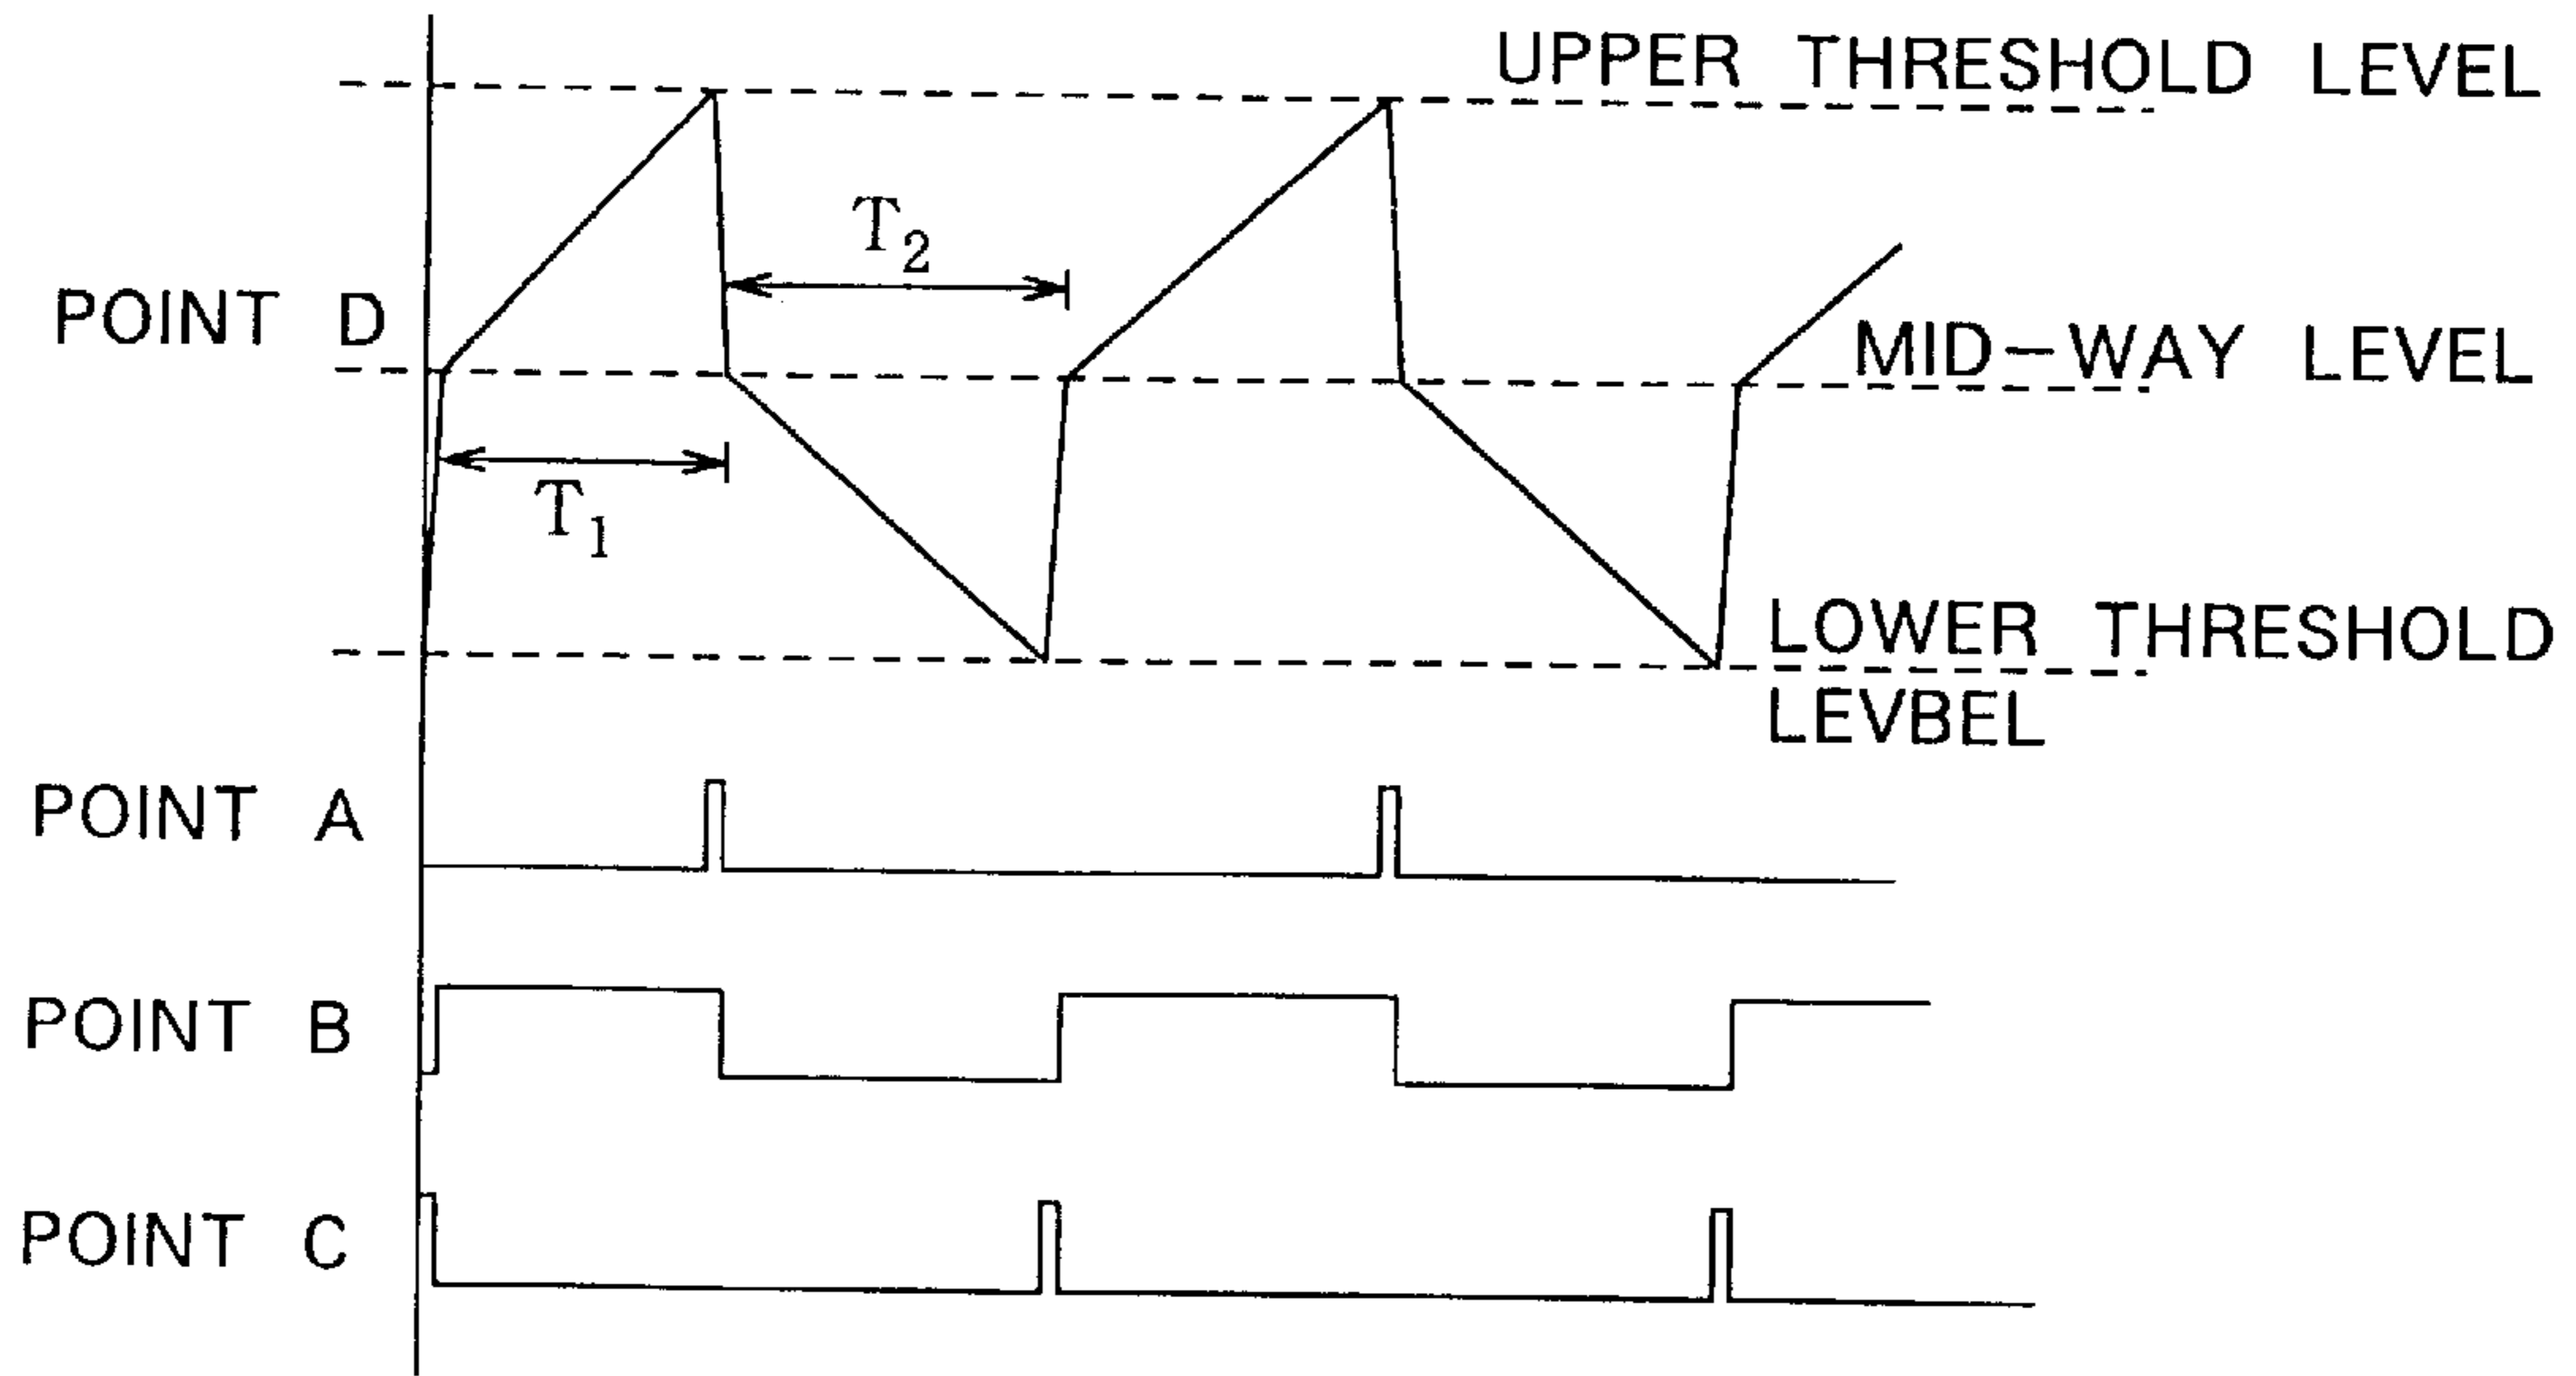 UPPER THRESHOLD LEVEL
T2
POINT D
MID-WAY LEVEL
T1
LOWER THRESHOLD
LEVBEL
POINT A
POINT B
POINT C